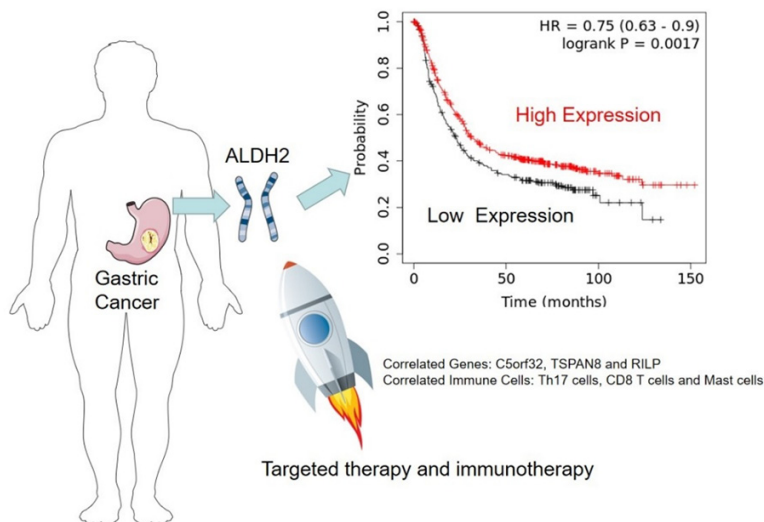 HR = 0.75 (0.63 - 0.9)
logrank P = 0.0017
1.0
0.8
0.6
0.4
0.2
0.0
Probability
High Expression
Low Expression
0
50
100
150
Time (months)
ALDH2
Gastric
Cancer
Correlated Genes: C5orf32, TSPAN8 and RILP
Correlated Immune Cells: Th17 cells, CD8 T cells and Mast cells
Targeted therapy and immunotherapy